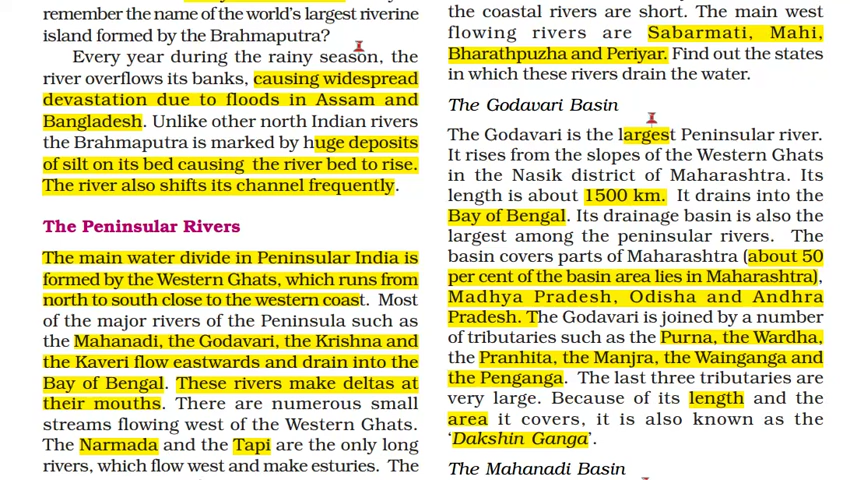 remember the name of the world's largest riverine
island formed by the Brahmaputra?
Every year during the rainy season, the
river overflows its banks, causing widespread
devastation due to floods in Assam and
Bangladesh. Unlike other north Indian rivers
the Brahmaputra is marked by huge deposits
of silt on its bed causing the river bed to rise.
The river also shifts its channel frequently.
The Peninsular Rivers
The main water divide in Peninsular India is
formed by the Western Ghats, which runs from
north to south close to the western coast. Most
of the major rivers of the Peninsula such as
the Mahanadi, the Godavari, the Krishna and
the Kaveri flow eastwards and drain into the
Bay of Bengal. These rivers make deltas at
their mouths. There are numerous small
streams flowing west of the Western Ghats.
The Narmada and the Tapi are the only long
rivers, which flow west and make esturies. The
the coastal rivers are short. The main west
flowing rivers are Sabarmati, Mahi,
Bharathpuzha and Periyar. Find out the states
in which these rivers drain the water.
The Godavari Basin
The Godavari is the largest Peninsular river.
It rises from the slopes of the Western Ghats
in the Nasik district of Maharashtra. Its
length is about 1500 km. It drains into the
Bay of Bengal. Its drainage basin is also the
largest among the peninsular rivers. The
basin covers parts of Maharashtra (about 50
per cent of the basin area lies in Maharashtra),
Madhya Pradesh, Odisha and Andhra
Pradesh. The Godavari is joined by a number
of tributaries such as the Purna, the Wardha,
the Pranhita, the Manjra, the Wainganga and
the Penganga. The last three tributaries are
very large. Because of its length and the
area it covers, it is also known as the
‘Dakshin Ganga’.
The Mahanadi Basin